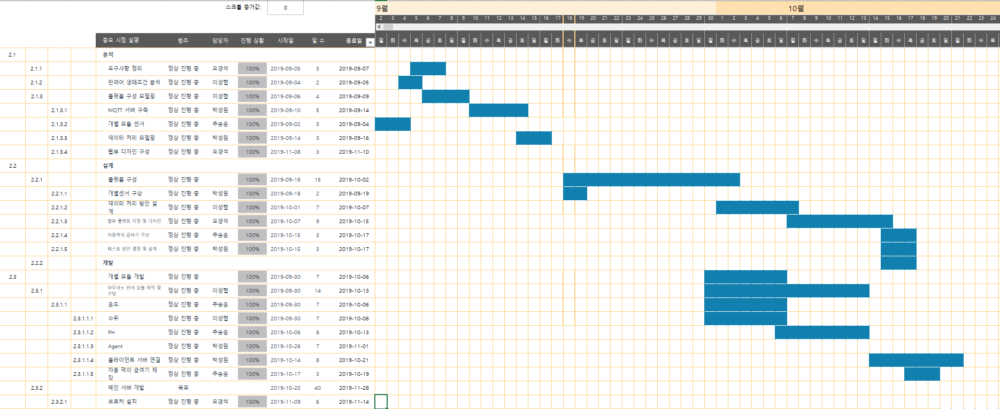 스크롤 증가값: 0
9월 10월
2 3 4 5 6 7 8 9 10 11 12 13 14 15 16 17 18 19 20 21 22 23 24 25 26 27 28 29 30 1 2 3 4 5 6 7 8 9 10 11 12 13 14 15 16 17 18 19 20 21 22 23 24
중요 시점 설명 범주 담당자 진행 상황 시작일 일 수 종료일 월 화 수 목 금 토 일 월 화 수 목 금 토 일 월 화 수 목 금 토 일 월 화 수 목 금 토 일 월 화 수 목 금 토 일 월 화 수 목 금 토 일 월 화 수 목 금 토 일 월 화 수 목
2.1 분석
2.1.1 요구사항 정리 정상 진행 중 오경석 100% 2019-09-05 3 2019-09-07
2.1.2 반려어 생태조건 분석 정상 진행 중 이성협 100% 2019-09-04 2 2019-09-05
2.1.3 플랫폼 구성 모델링 정상 진행 중 이성협 100% 2019-09-06 4 2019-09-09
2.1.3.1 MQTT 서버 구축 정상 진행 중 박성원 100% 2019-09-10 5 2019-09-14
2.1.3.2 개별 모듈 센서 정상 진행 중 추승윤 100% 2019-09-02 3 2019-09-04
2.1.3.3 데이터 처리 모델링 정상 진행 중 박성원 100% 2019-09-14 3 2019-09-16
2.1.3.4 웹뷰 디자인 구성 정상 진행 중 오경석 100% 2019-11-08 3 2019-11-10
2.2 설계
2.2.1 플랫폼 구성 정상 진행 중 100% 2019-09-18 15 2019-10-02
2.2.1.1 개별센서 구상 정상 진행 중 박성원 100% 2019-09-18 2 2019-09-19
2.2.1.2 데이터 처리 방안 설계 정상 진행 중 이성협 100% 2019-10-01 7 2019-10-07
2.2.1.3 웹뷰 플랫폼 지정 및 디자인 정상 진행 중 오경석 100% 2019-10-07 9 2019-10-15
2.2.1.4 자동먹이 급여기 구상 정상 진행 중 추승윤 100% 2019-10-15 3 2019-10-17
2.2.1.5 테스트 방안 결정 및 설계 정상 진행 중 박성원 100% 2019-10-15 3 2019-10-17
2.2.2 개발
2.3 개별 모듈 개발 정상 진행 중 100% 2019-09-30 7 2019-10-06
2.3.1 아두이노 센서 모듈 제작 및 코딩 정상 진행 중 이성협 100% 2019-09-30 14 2019-10-13
2.3.1.1 온도 정상 진행 중 추승윤 100% 2019-09-30 7 2019-10-06
2.3.1.1.1 수위 정상 진행 중 이성협 100% 2019-09-30 7 2019-10-06
2.3.1.1.2 PH 정상 진행 중 추승윤 100% 2019-10-06 8 2019-10-13
2.3.1.1.3 Agent 정상 진행 중 박성원 100% 2019-10-26 7 2019-11-01
2.3.1.1.4 클라이언트 서버 연결 정상 진행 중 박성원 100% 2019-10-14 8 2019-10-21
2.3.1.1.5 자동 먹이 급여기 제작 정상 진행 중 추승윤 100% 2019-10-17 3 2019-10-19
2.3.2 메인 서버 개발 목표 2019-10-20 40 2019-11-28
2.3.2.1 브로커 설치 정상 진행 중 오경석 100% 2019-11-09 6 2019-11-14